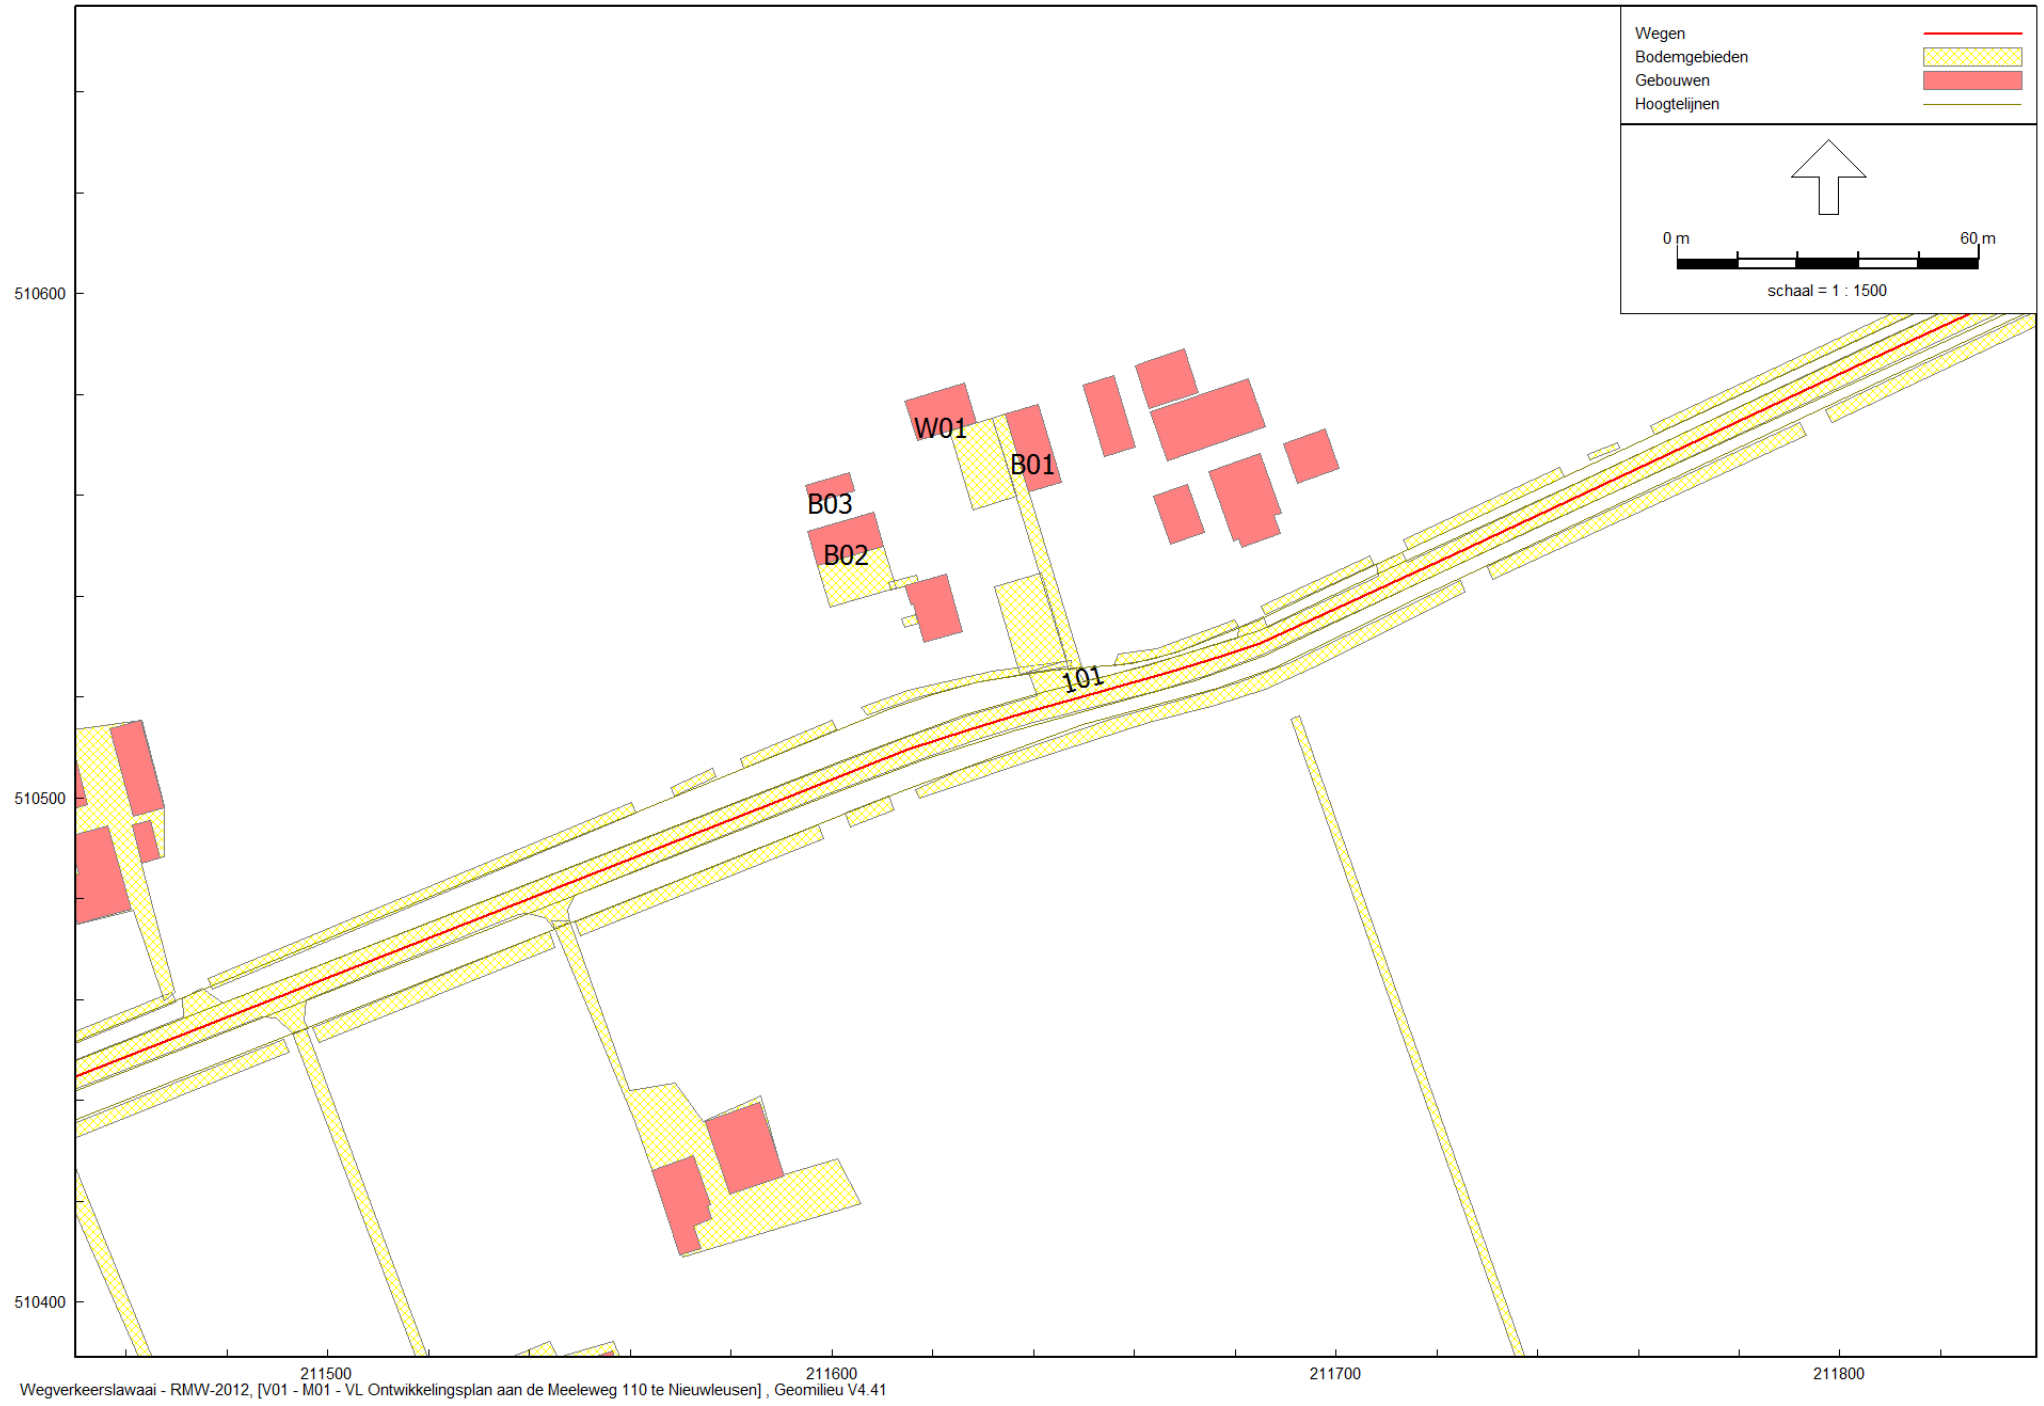 Wegen
Bodemgebieden
Gebouwen
Hoogtelijnen
0 m 60 m
schaal = 1 : 1500
510600
W01
B01
B03
B02
101
510500
510400
211500 211600 211700 211800
Wegverkeerslawaai - RMW-2012, [V01 - M01 - VL Ontwikkelingsplan aan de Meeleweg 110 te Nieuwleusen] , Geomilieu V4.41